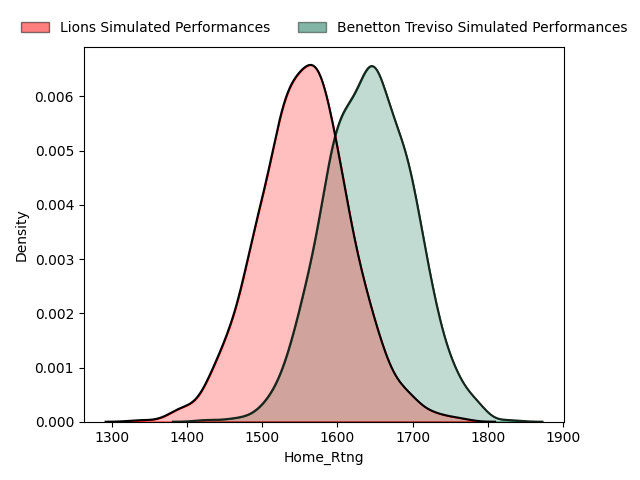 Lions Simulated Performances Benetton Treviso Simulated Performances
0.006
0.005
0.004
0.003
0.002
0.001
0.000
Density
1300 1400 1500 1600 1700 1800 1900
Home_Rtng